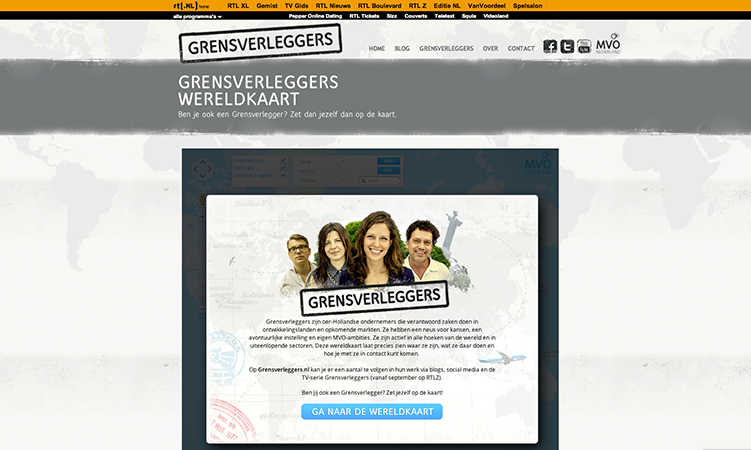 rtl.NL home RTL XL Gemist TV Gids RTL Nieuws RTL Boulevard RTL Z Editie NL VanVoordeel Spelsalon
alle programma's Pepper Online Dating RTL Tickets Sizz Couverts Teletext Squla Videoland
GRENSVERLEGGERS
HOME BLOG GRENSVERLEGGERS OVER CONTACT
MVO
NEDERLAND
GRENSVERLEGGERS
WERELDKAART
Ben je ook een Grensverlegger? Zet dan jezelf dan op de kaart.
MVO
GRENSVERLEGGERS
Grensverleggers zijn oer-Hollandse ondernemers die verantwoord zaken doen in
ontwikkelingslanden en opkomende markten. Ze hebben een neus voor kansen, een
avontuurlijke instelling en eigen MVO-ambities. Ze zijn actief in alle hoeken van de wereld en in
uiteenlopende sectoren. Deze wereldkaart laat precies zien waar ze zijn, wat ze daar doen en
hoe je met ze in contact kunt komen.
Op Grensverleggers.nl kan je er een aantal te volgen in hun werk via blogs, social media en de
TV-serie Grensverleggers (vanaf september op RTLZ).
Ben jij ook een Grensverlegger? Zet jezelf op de kaart!
GA NAAR DE WERELDKAART